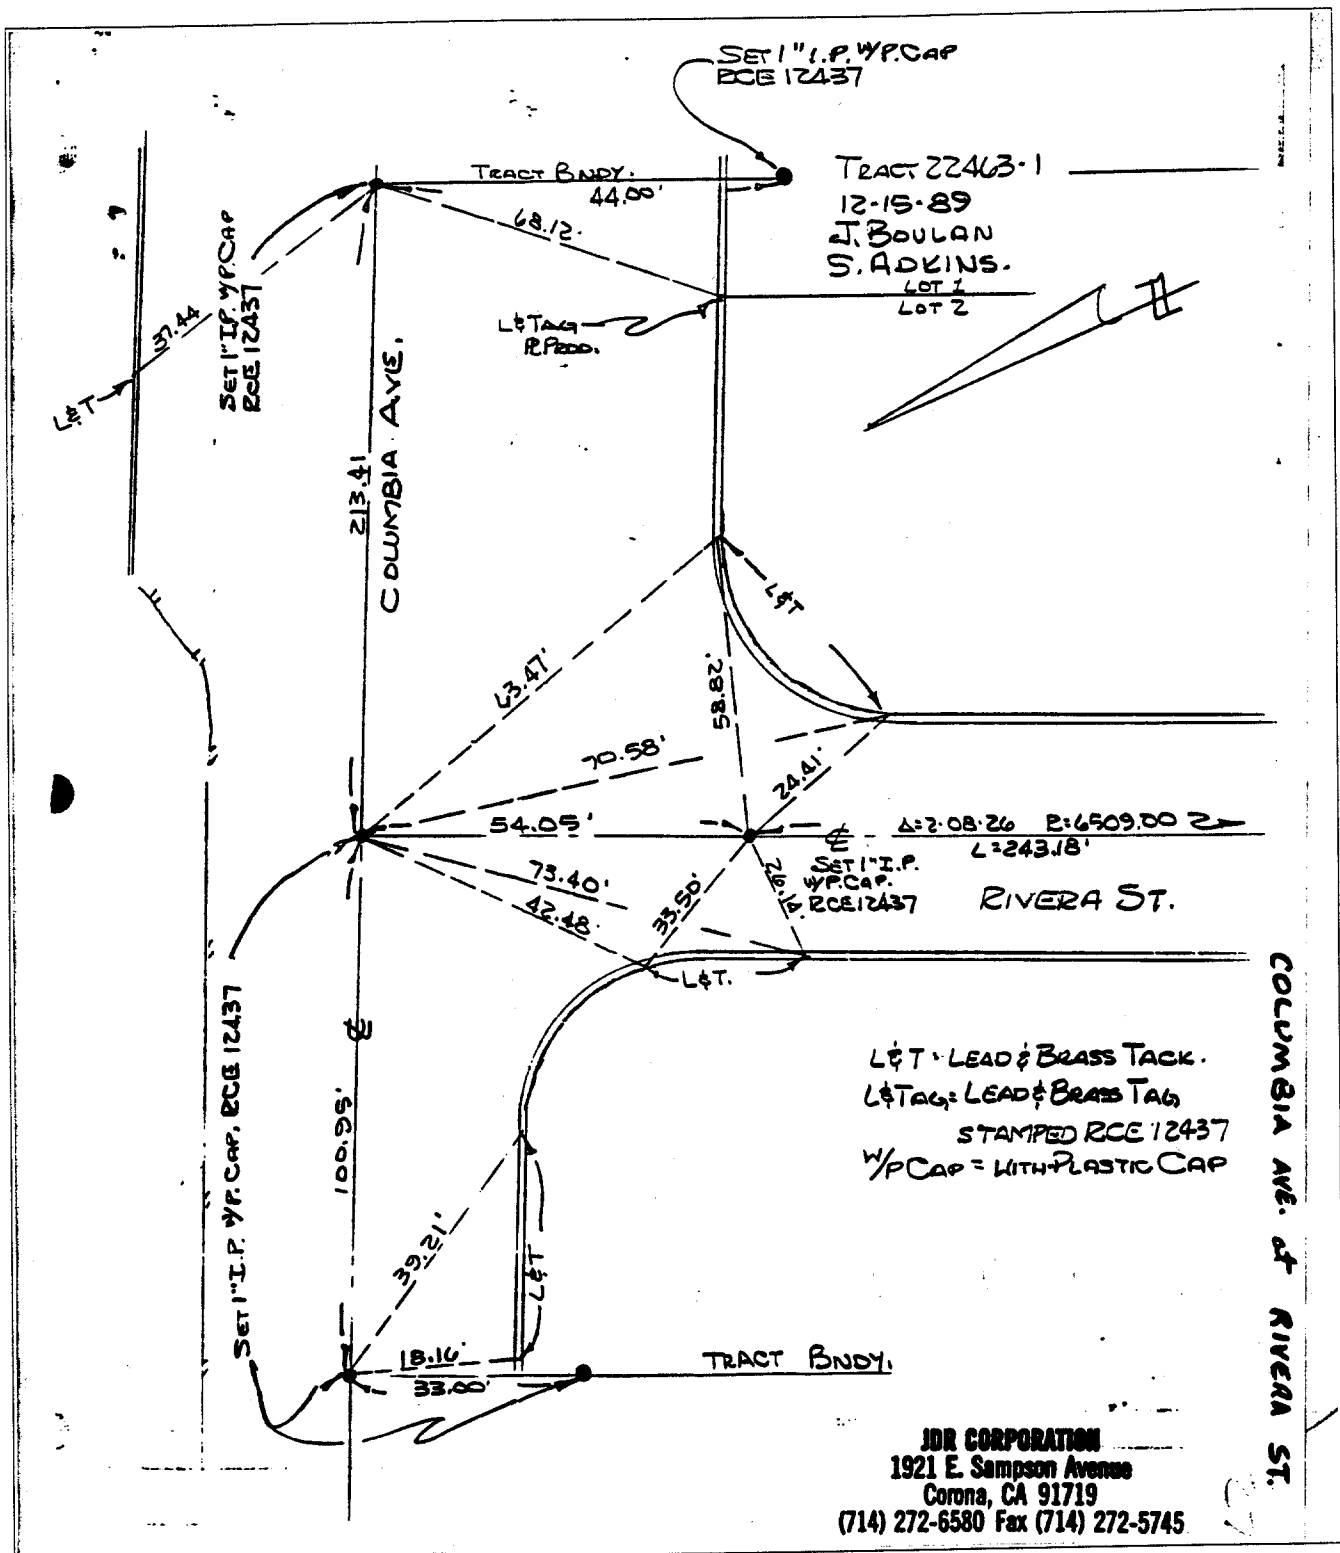 SET 1" I.P. W/P.CAP
RCE 12437
TRACT BNDY.
44.00'
TRACT 22463-1
12-15-89
J. BOULAN
S. ADKINS.
LOT 1
LOT 2
68.12
SET 1" I.P. W/P.CAP
RCE 12437
37.44
L&T
L&TAG
PL PROD.
213.41
COLUMBIA AVE.
L&T
63.47'
58.82'
70.58'
24.41'
54.05'
Δ=2-08-26 R=6509.00
L=243.18'
SET 1" I.P.
W/P.CAP.
RCE 12437
RIVERA ST.
73.40'
42.48
33.50'
26.14
L&T.
SET 1" I.P. W/P.CAP, RCE 12437
100.95'
L&T = LEAD & BRASS TACK.
L&TAG = LEAD & BRASS TAG
STAMPED RCE 12437
W/P CAP = WITH PLASTIC CAP
COLUMBIA AVE. at RIVERA ST.
39.21'
L&T
18.16'
33.00'
TRACT BNDY.
JDR CORPORATION
1921 E. Sampson Avenue
Corona, CA 91719
(714) 272-6580 Fax (714) 272-5745